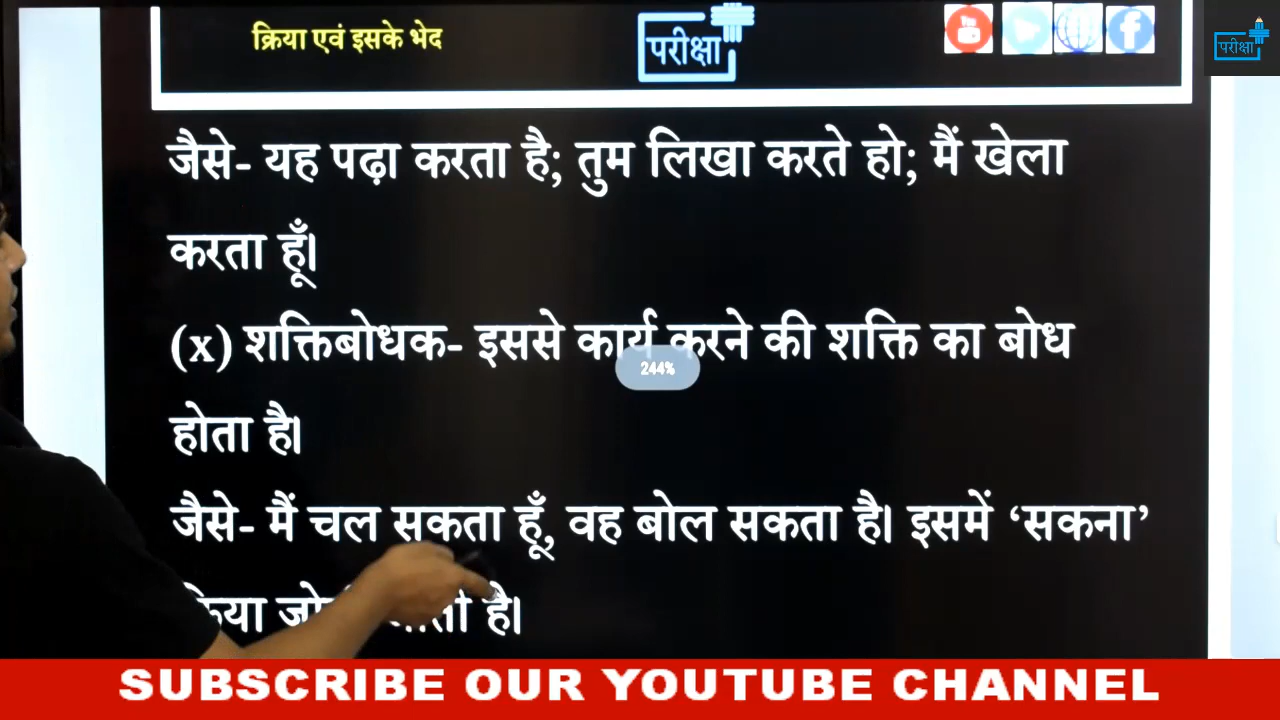 क्रिया एवं इसके भेद
परीक्षा
परीक्षा
जैसे- यह पढ़ा करता है; तुम लिखा करते हो; मैं खेला
करता हूँ।
(x) शक्तिबोधक- इससे कार्य करने की शक्ति का बोध
244%
होता है।
जैसे- मैं चल सकता हूँ, वह बोल सकता है। इसमें ‘सकना’
है।
SUBSCRIBE OUR YOUTUBE CHANNEL